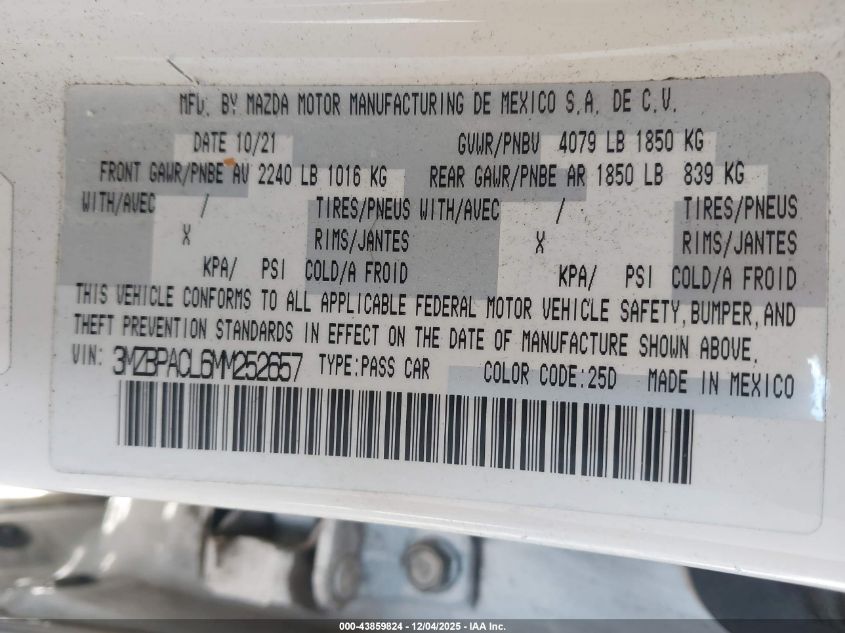 MFD. BY MAZDA MOTOR MANUFACTURING DE MEXICO S.A. DE C.V.
DATE 10/21 GVWR/PNBV 4079 LB 1850 KG
FRONT GAWR/PNBE AV 2240 LB 1016 KG REAR GAWR/PNBE AR 1850 LB 839 KG
WITH/AVEC / TIRES/PNEUS WITH/AVEC / TIRES/PNEUS
X RIMS/JANTES X RIMS/JANTES
KPA/ PSI COLD/A FROID KPA/ PSI COLD/A FROID
THIS VEHICLE CONFORMS TO ALL APPLICABLE FEDERAL MOTOR VEHICLE SAFETY, BUMPER, AND
THEFT PREVENTION STANDARDS IN EFFECT ON THE DATE OF MANUFACTURE SHOWN ABOVE.
VIN: 3MZBPACL6MM252657 TYPE:PASS CAR COLOR CODE:25D MADE IN MEXICO
000-43859824 - 12/04/2025 - IAA Inc.